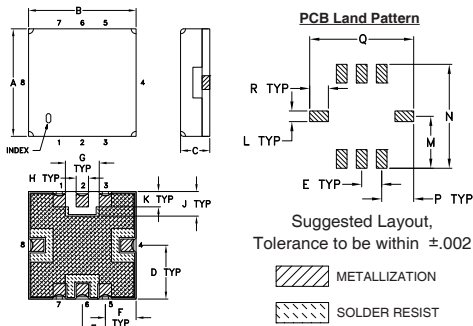 7 6 5
B
A
8
4
INDEX
1 2 3
C
G
TYP
H TYP
1 2 3
K TYP
J TYP
8
4
D TYP
7 6 5
F
TYP
PCB Land Pattern
Q
R TYP
L TYP
N
M
E TYP
P TYP
Suggested Layout,
Tolerance to be within ±.002
METALLIZATION
SOLDER RESIST